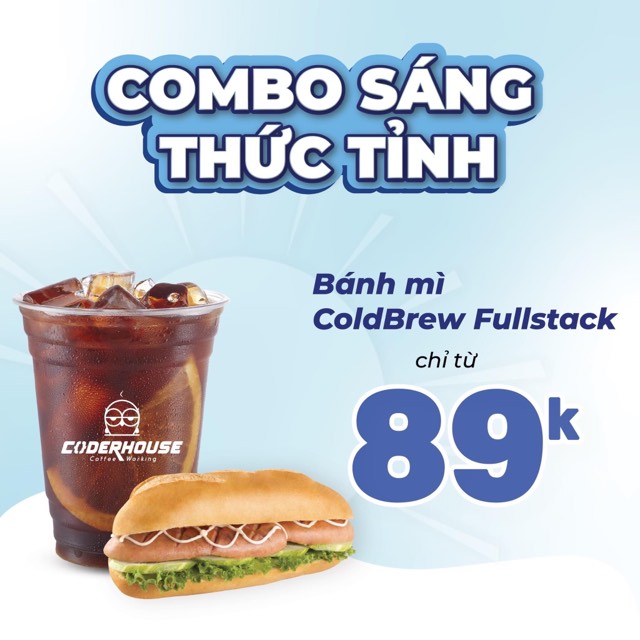 COMBO SÁNG
THỨC TỈNH
Bánh mì
ColdBrew Fullstack
chỉ từ
89k
CODERHOUSE
Coffee Working